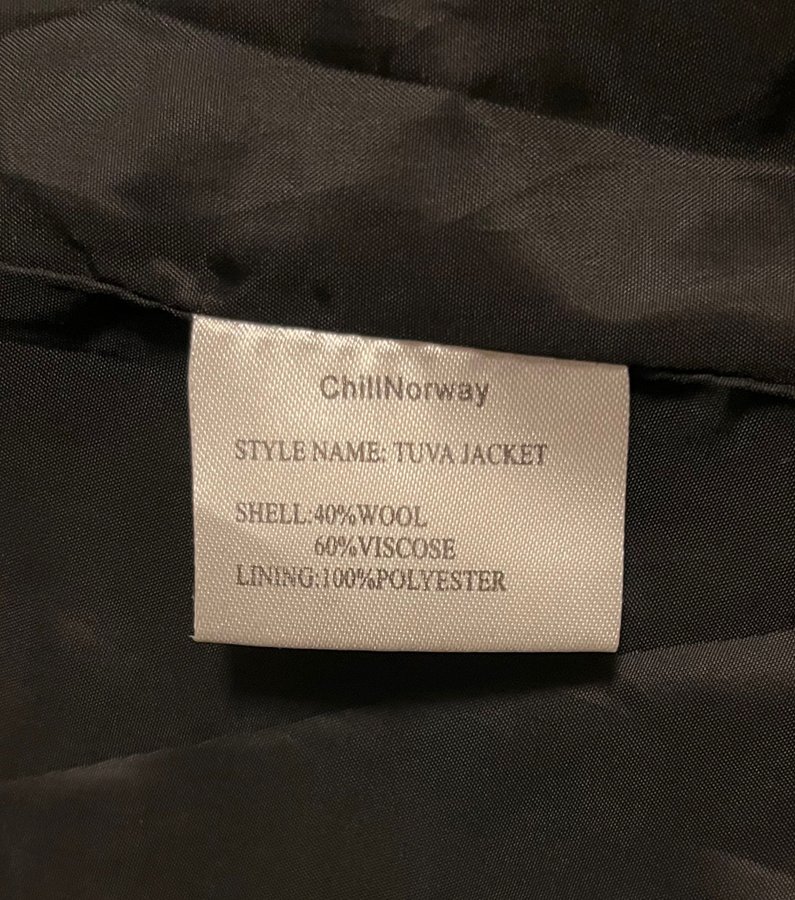 ChillNorway
STYLE NAME: TUVA JACKET
SHELL:40%WOOL
60%VISCOSE
LINING:100%POLYESTER